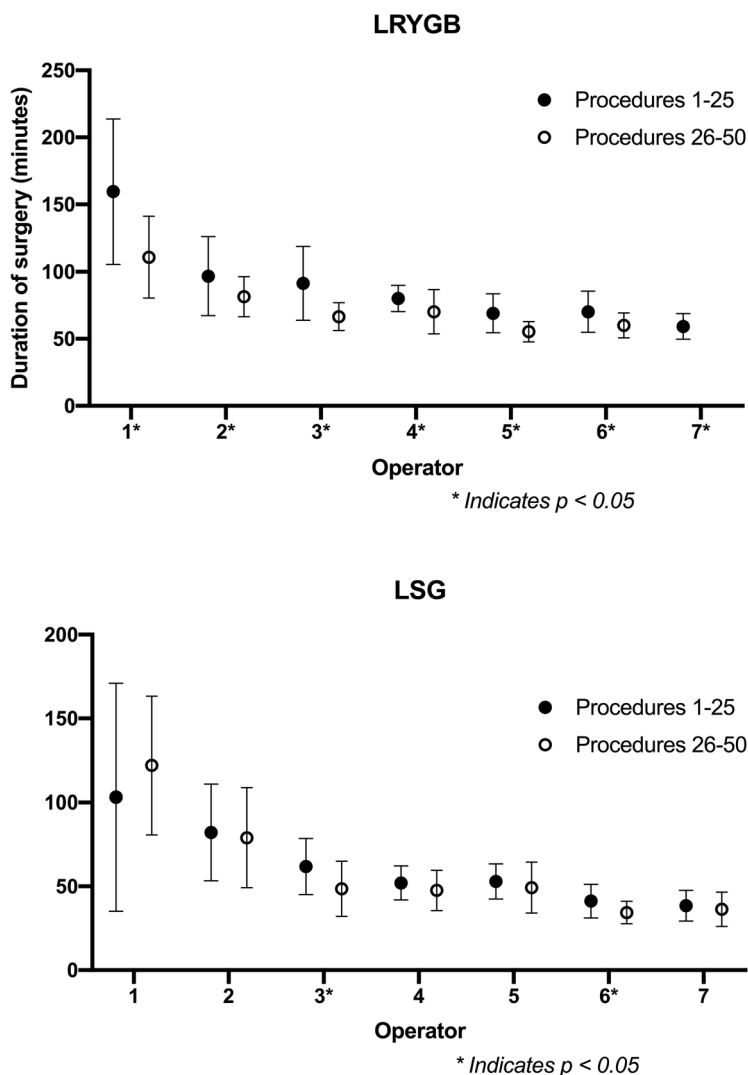 LRYGB
250
200
150
100
50
0
Duration of surgery (minutes)
Procedures 1-25
Procedures 26-50
1* 2* 3* 4* 5* 6* 7*
Operator
* Indicates p < 0.05
LSG
200
150
100
50
0
Procedures 1-25
Procedures 26-50
1 2 3* 4 5 6* 7
Operator
* Indicates p < 0.05